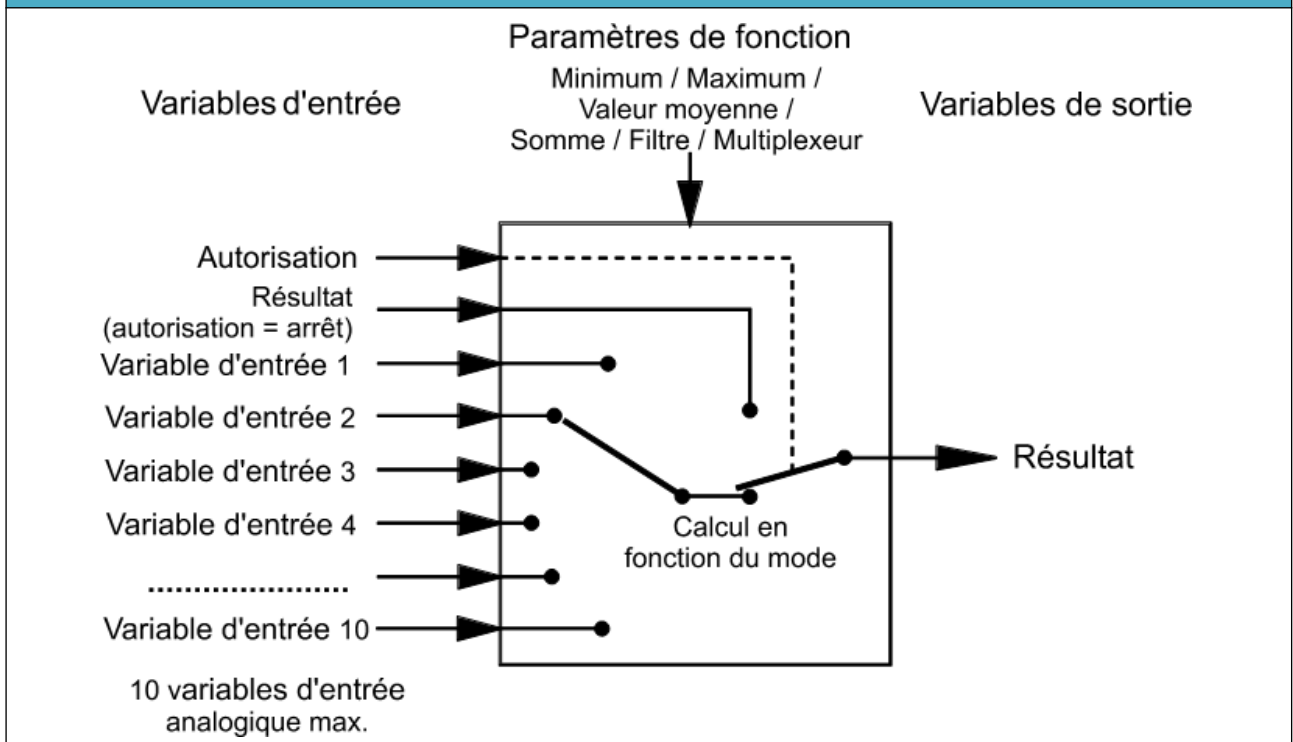 Paramètres de fonction
Minimum / Maximum /
Valeur moyenne /
Somme / Filtre / Multiplexeur
Variables d'entrée
Variables de sortie
Autorisation
Résultat
(autorisation = arrêt)
Variable d'entrée 1
Variable d'entrée 2
Variable d'entrée 3
Variable d'entrée 4
......................
Variable d'entrée 10
10 variables d'entrée
analogique max.
Calcul en
fonction du mode
Résultat